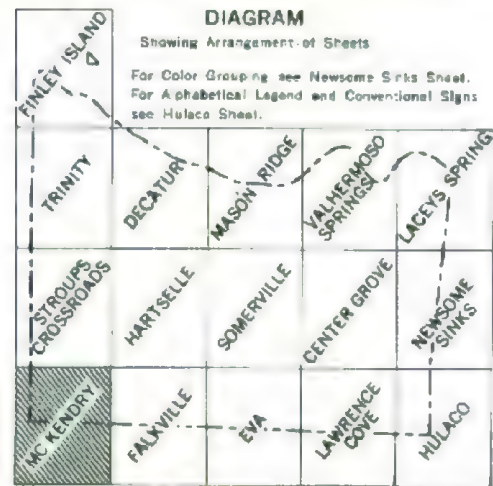 DIAGRAM
Showing Arrangement of Sheets
For Color Grouping see Newsome Sinks Sheet.
For Alphabetical Legend and Conventional Signs
see Hulaco Sheet.
FINLEY ISLAND
TRINITY
DECATUR
MASON RIDGE
VALHERMOSO
SPRINGS
LACEYS SPRING
STROUPS
CROSSROADS
HARTSELLE
SOMERVILLE
CENTER GROVE
NEWSOME
SINKS
MC KENDRY
FALKVILLE
EVA
LAWRENCE
COVE
HULACO